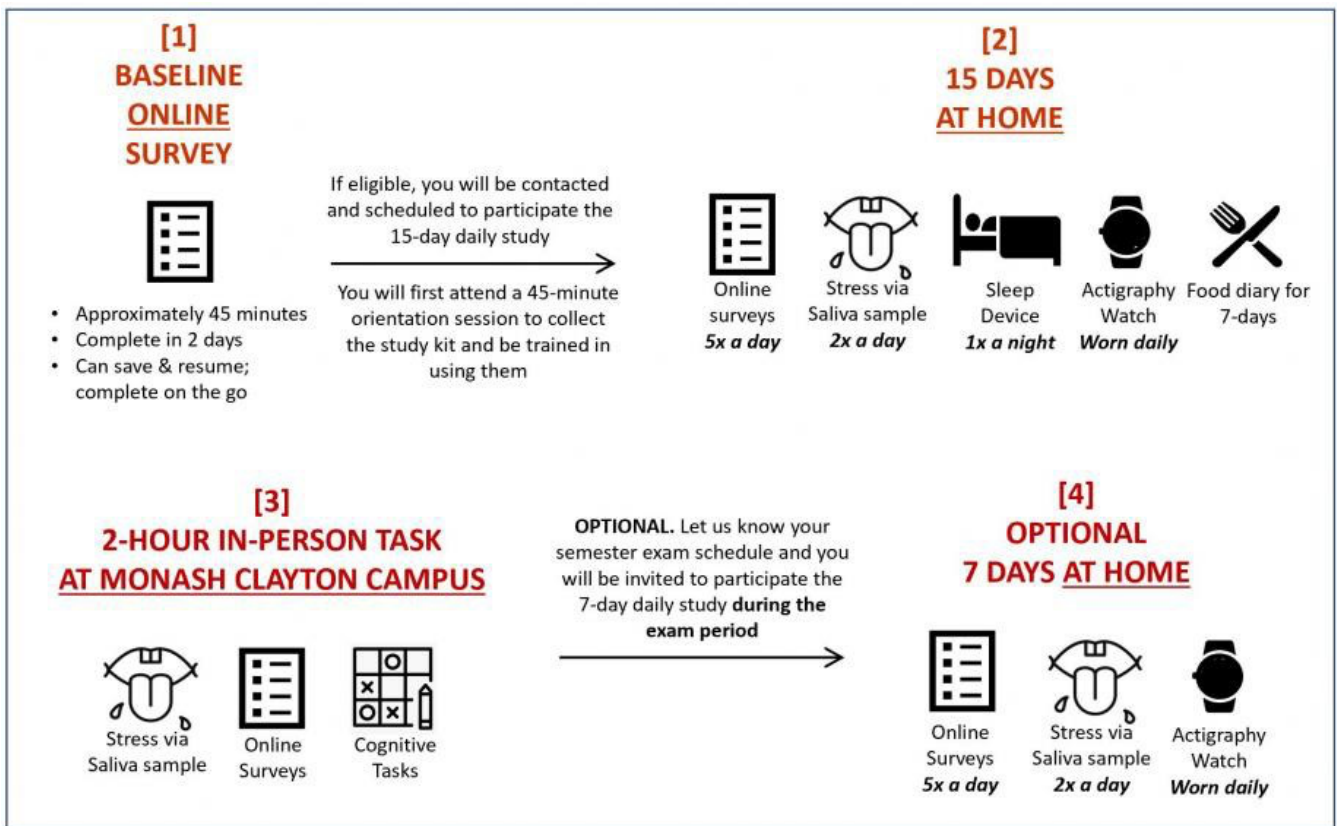 [1]
BASELINE
ONLINE
SURVEY
• Approximately 45 minutes
• Complete in 2 days
• Can save & resume;
complete on the go
If eligible, you will be contacted
and scheduled to participate the
15-day daily study
You will first attend a 45-minute
orientation session to collect
the study kit and be trained in
using them
[2]
15 DAYS
AT HOME
Online
surveys
5x a day
Stress via
Saliva sample
2x a day
Sleep
Device
1x a night
Actigraphy
Watch
Worn daily
Food diary for
7-days
[3]
2-HOUR IN-PERSON TASK
AT MONASH CLAYTON CAMPUS
Stress via
Saliva sample
Online
Surveys
Cognitive
Tasks
OPTIONAL. Let us know your
semester exam schedule and you
will be invited to participate the
7-day daily study during the
exam period
[4]
OPTIONAL
7 DAYS AT HOME
Online
Surveys
5x a day
Stress via
Saliva sample
2x a day
Actigraphy
Watch
Worn daily